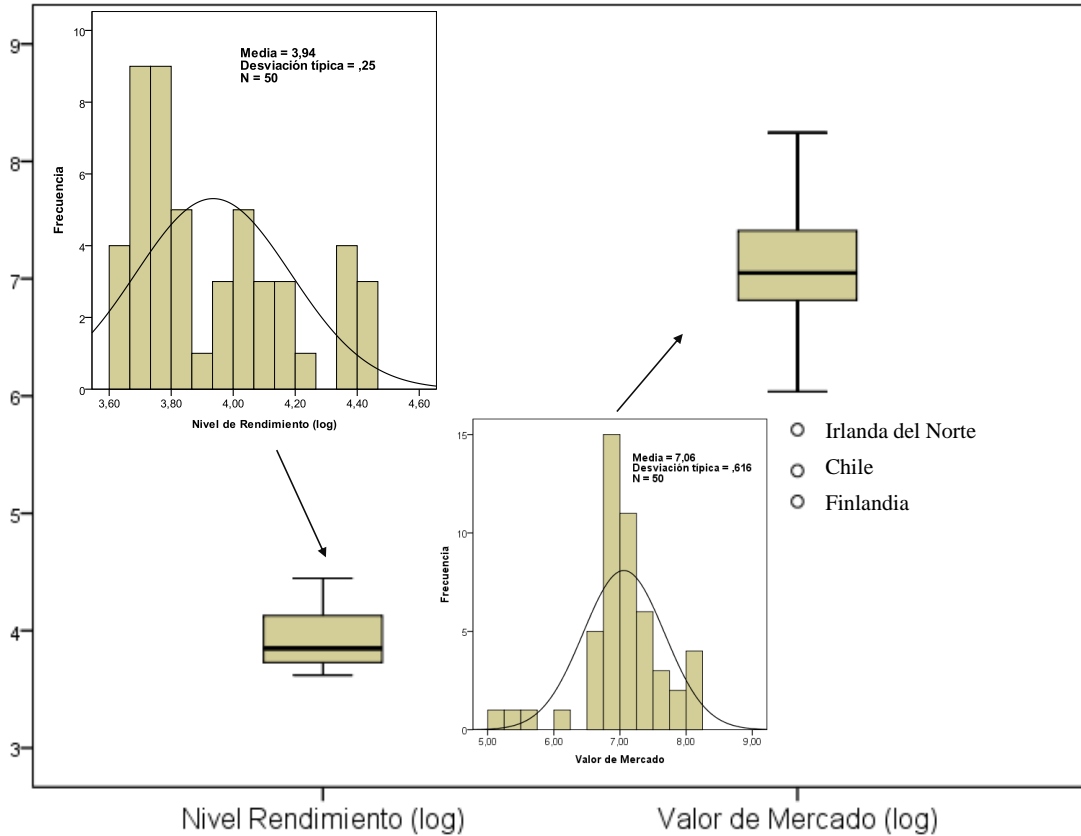 9
8
7
6
5
4
3
10
8
6
4
2
0
Frecuencia
Media = 3,94
Desviación típica = ,25
N = 50
3,60 3,80 4,00 4,20 4,40 4,60
Nivel de Rendimiento (log)
15
10
5
0
Frecuencia
Media = 7,06
Desviación típica = ,616
N = 50
5,00 6,00 7,00 8,00 9,00
Valor de Mercado
Irlanda del Norte
Chile
Finlandia
Nivel Rendimiento (log) Valor de Mercado (log)